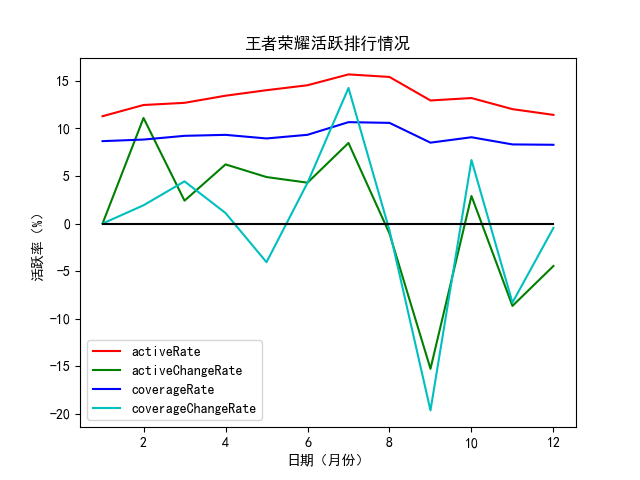 王者荣耀活跃排行情况
活跃率（%）
15
10
5
0
−5
−10
−15
−20
activeRate
activeChangeRate
coverageRate
coverageChangeRate
2 4 6 8 10 12
日期（月份）